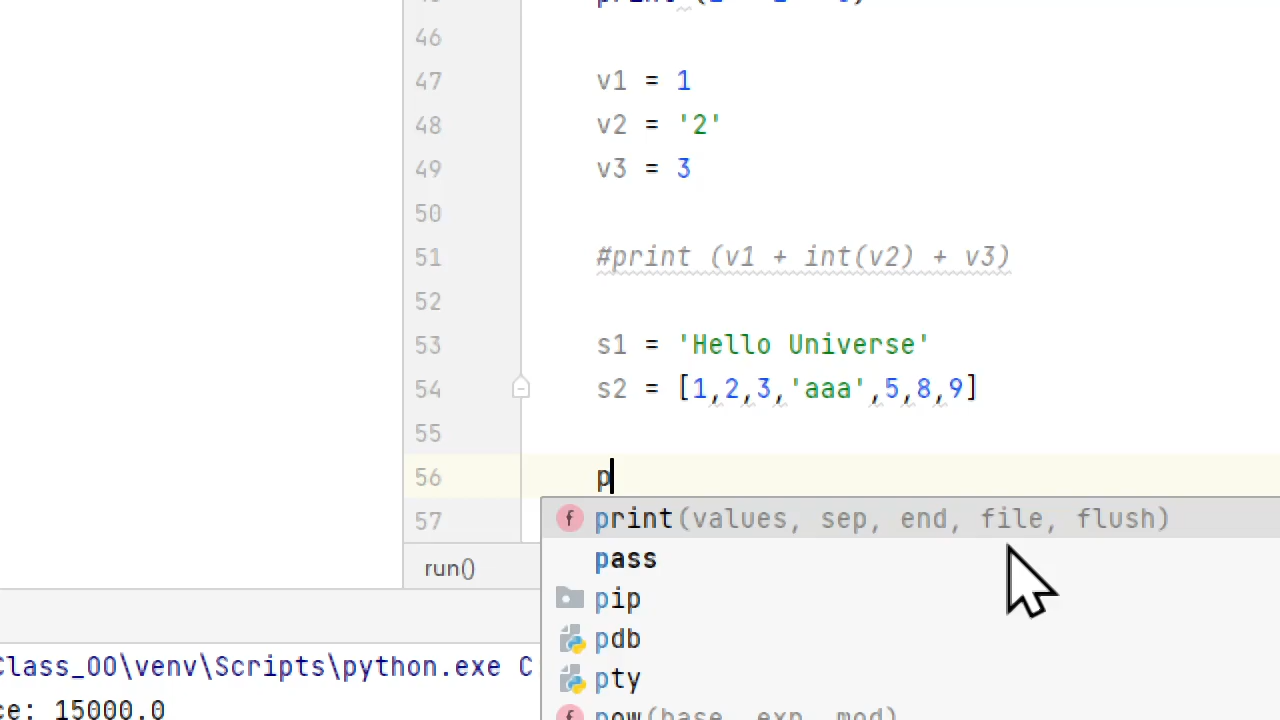 46
47 v1 = 1
48 v2 = '2'
49 v3 = 3
50
51 #print (v1 + int(v2) + v3)
52
53 s1 = 'Hello Universe'
54 s2 = [1,2,3,'aaa',5,8,9]
55
56 p
57
print(values, sep, end, file, flush)
pass
pip
pdb
pty
pow(base, exp, mod)
run()
Class_OO\venv\Scripts\python.exe C
ce: 15000.0